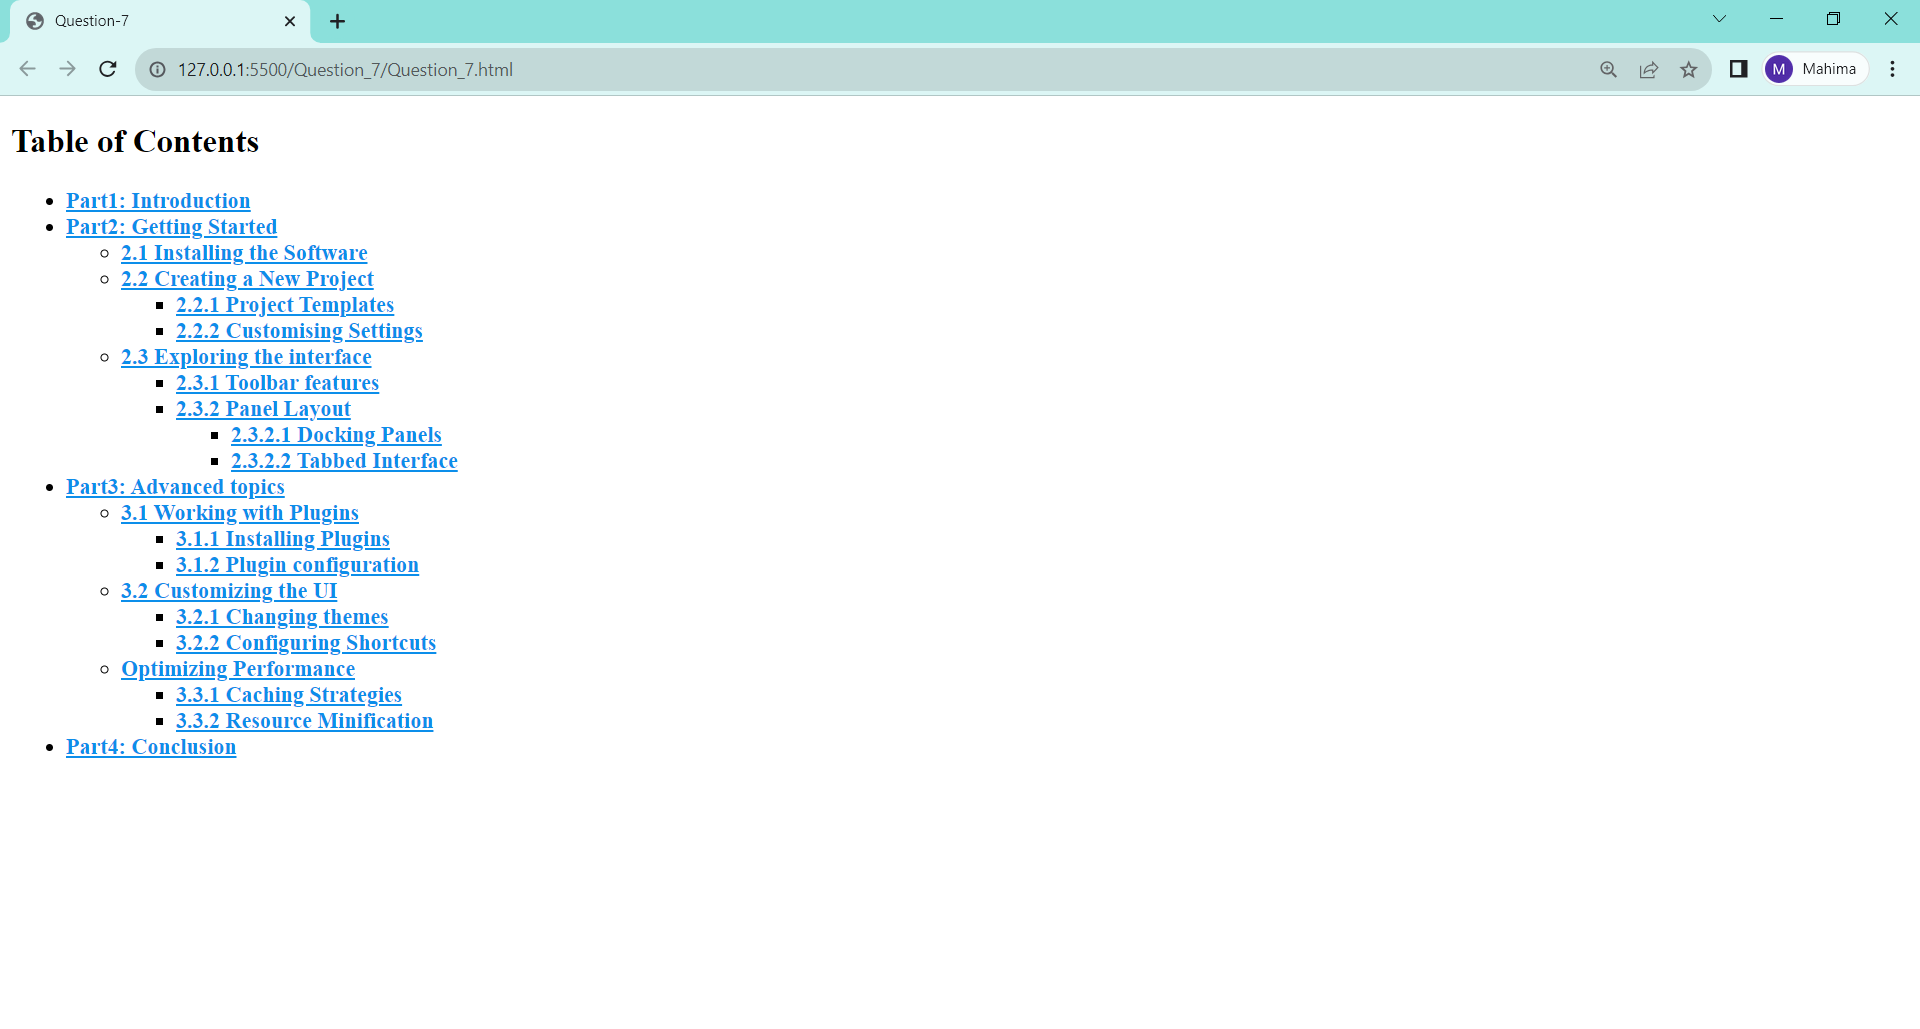 Question-7
127.0.0.1:5500/Question_7/Question_7.html
M Mahima
Table of Contents
Part1: Introduction
Part2: Getting Started
2.1 Installing the Software
2.2 Creating a New Project
2.2.1 Project Templates
2.2.2 Customising Settings
2.3 Exploring the interface
2.3.1 Toolbar features
2.3.2 Panel Layout
2.3.2.1 Docking Panels
2.3.2.2 Tabbed Interface
Part3: Advanced topics
3.1 Working with Plugins
3.1.1 Installing Plugins
3.1.2 Plugin configuration
3.2 Customizing the UI
3.2.1 Changing themes
3.2.2 Configuring Shortcuts
Optimizing Performance
3.3.1 Caching Strategies
3.3.2 Resource Minification
Part4: Conclusion